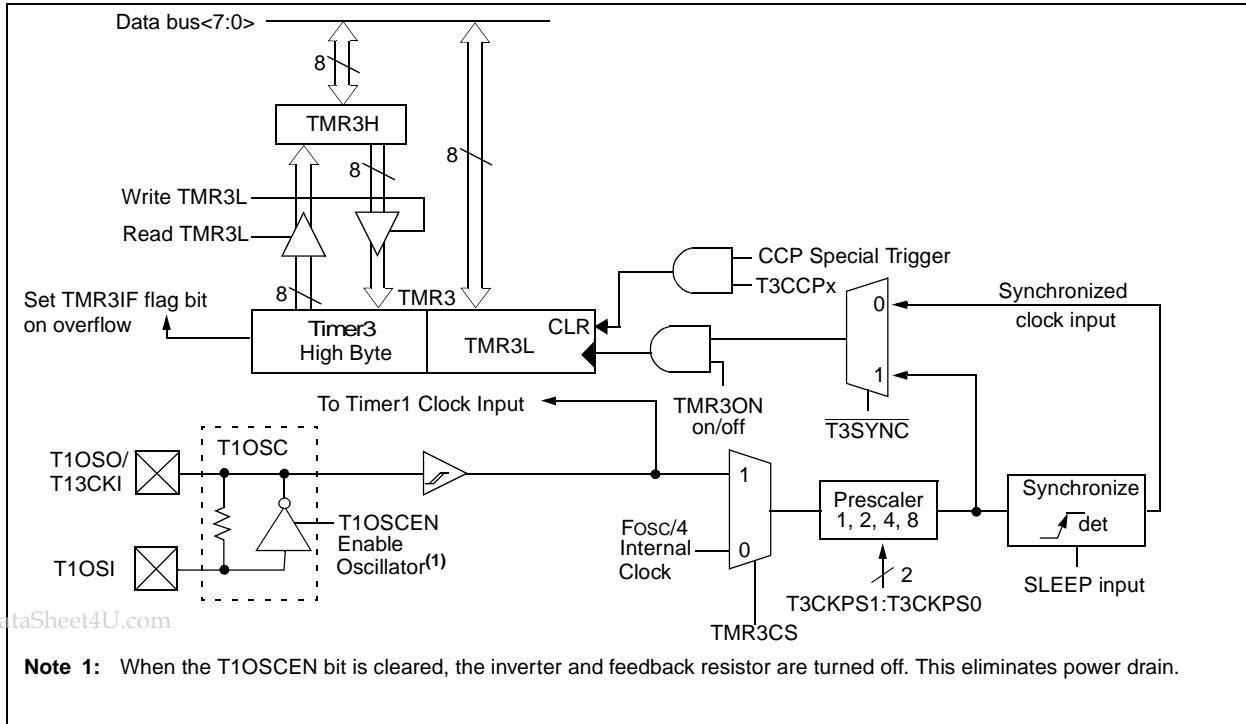 Data bus<7:0>
8
TMR3H
8
8
Write TMR3L
Read TMR3L
8
TMR3
CCP Special Trigger
T3CCPx
Set TMR3IF flag bit
on overflow
Timer3
High Byte
TMR3L
CLR
0
1
Synchronized
clock input
TMR3ON
on/off
T3SYNC
To Timer1 Clock Input
T1OSC
T1OSO/
T13CKI
T1OSI
T1OSCEN
Enable
Oscillator(1)
1
0
FOSC/4
Internal
Clock
TMR3CS
Prescaler
1, 2, 4, 8
2
T3CKPS1:T3CKPS0
Synchronize
det
SLEEP input
ataSheet4U.com
Note 1: When the T1OSCEN bit is cleared, the inverter and feedback resistor are turned off. This eliminates power drain.